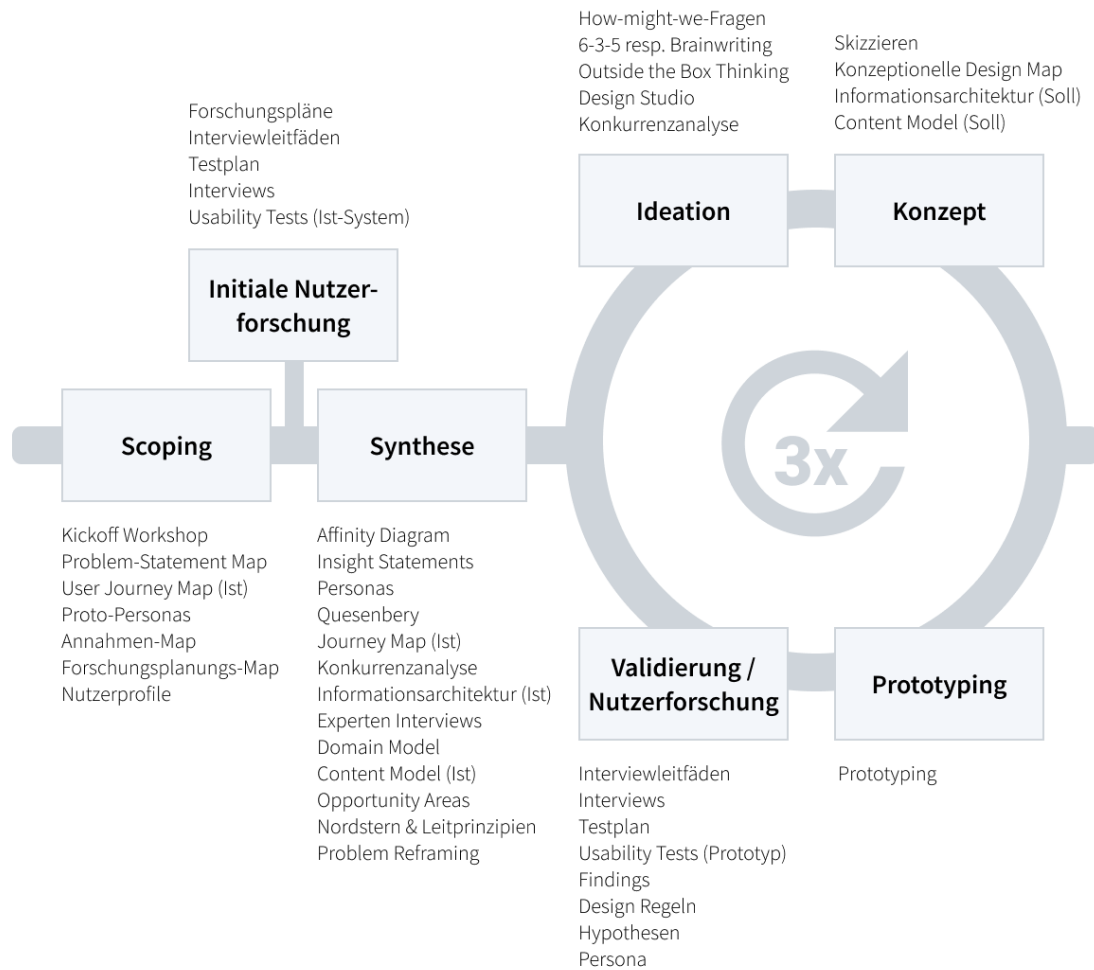 Forschungspläne
Interviewleitfäden
Testplan
Interviews
Usability Tests (Ist-System)
Initiale Nutzer-
forschung
Scoping
Kickoff Workshop
Problem-Statement Map
User Journey Map (Ist)
Proto-Personas
Annahmen-Map
Forschungsplanungs-Map
Nutzerprofile
Synthese
Affinity Diagram
Insight Statements
Personas
Quesenbery
Journey Map (Ist)
Konkurrenzanalyse
Informationsarchitektur (Ist)
Experten Interviews
Domain Model
Content Model (Ist)
Opportunity Areas
Nordstern & Leitprinzipien
Problem Reframing
How-might-we-Fragen
6-3-5 resp. Brainwriting
Outside the Box Thinking
Design Studio
Konkurrenzanalyse
Ideation
Skizzieren
Konzeptionelle Design Map
Informationsarchitektur (Soll)
Content Model (Soll)
Konzept
3x
Validierung /
Nutzerforschung
Interviewleitfäden
Interviews
Testplan
Usability Tests (Prototyp)
Findings
Design Regeln
Hypothesen
Persona
Prototyping
Prototyping